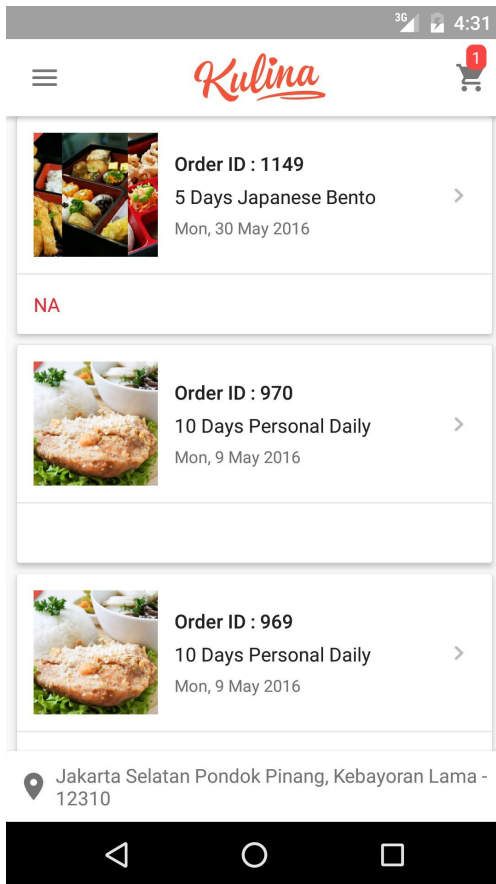 3G 4:31
Kulina
1
Order ID : 1149
5 Days Japanese Bento
Mon, 30 May 2016
NA
Order ID : 970
10 Days Personal Daily
Mon, 9 May 2016
Order ID : 969
10 Days Personal Daily
Mon, 9 May 2016
Jakarta Selatan Pondok Pinang, Kebayoran Lama -
12310